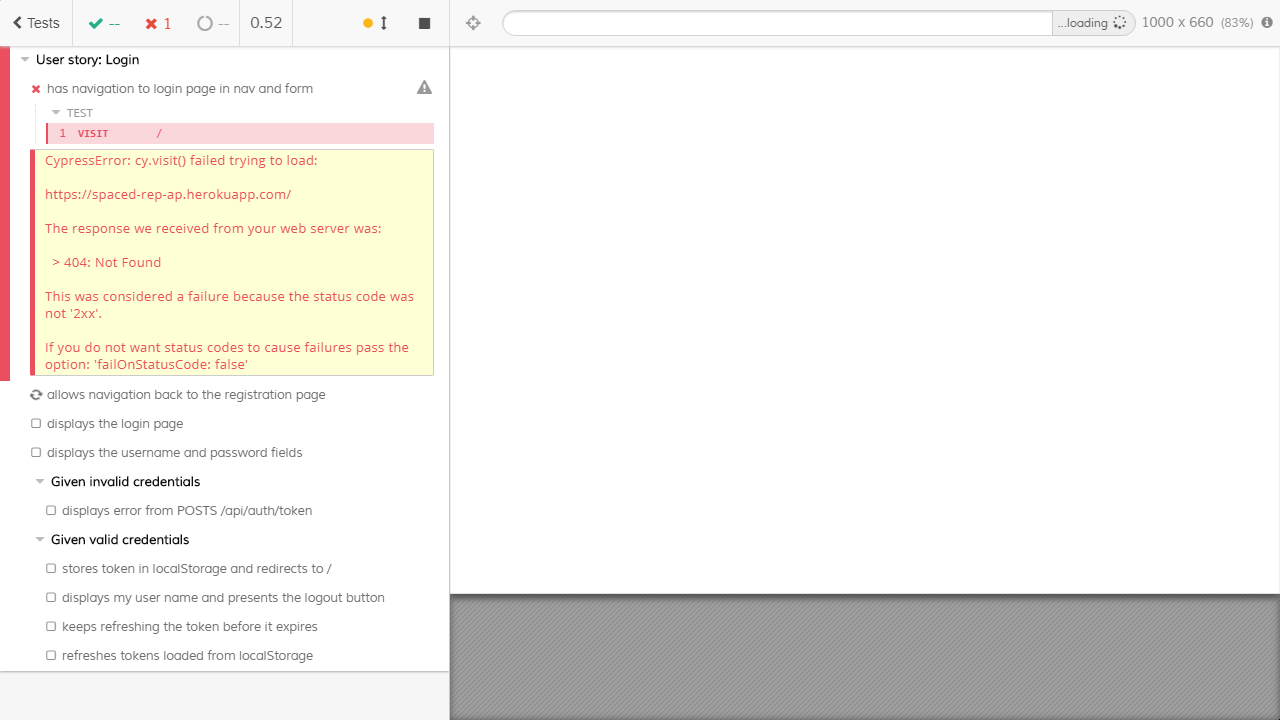 Tests -- 1 -- 0.52 ...loading 1000 x 660 (83%)
User story: Login
has navigation to login page in nav and form
TEST
1 VISIT /
CypressError: cy.visit() failed trying to load:
https://spaced-rep-ap.herokuapp.com/
The response we received from your web server was:
> 404: Not Found
This was considered a failure because the status code was
not '2xx'.
If you do not want status codes to cause failures pass the
option: 'failOnStatusCode: false'
allows navigation back to the registration page
displays the login page
displays the username and password fields
Given invalid credentials
displays error from POSTS /api/auth/token
Given valid credentials
stores token in localStorage and redirects to /
displays my user name and presents the logout button
keeps refreshing the token before it expires
refreshes tokens loaded from localStorage